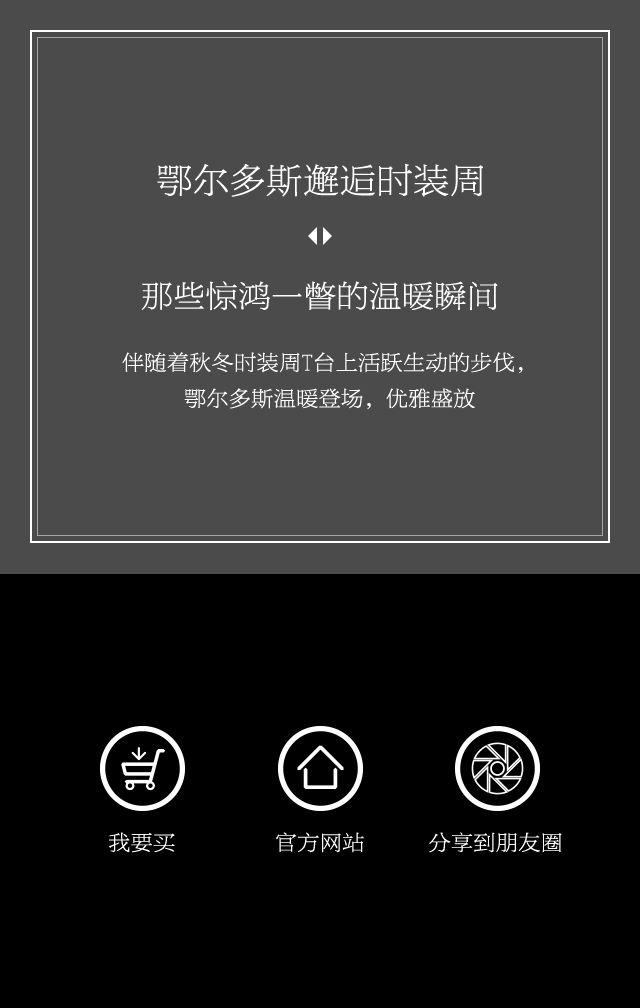 鄂尔多斯邂逅时装周
那些惊鸿一瞥的温暖瞬间
伴随着秋冬时装周T台上活跃生动的步伐，
鄂尔多斯温暖登场，优雅盛放
我要买
官方网站
分享到朋友圈